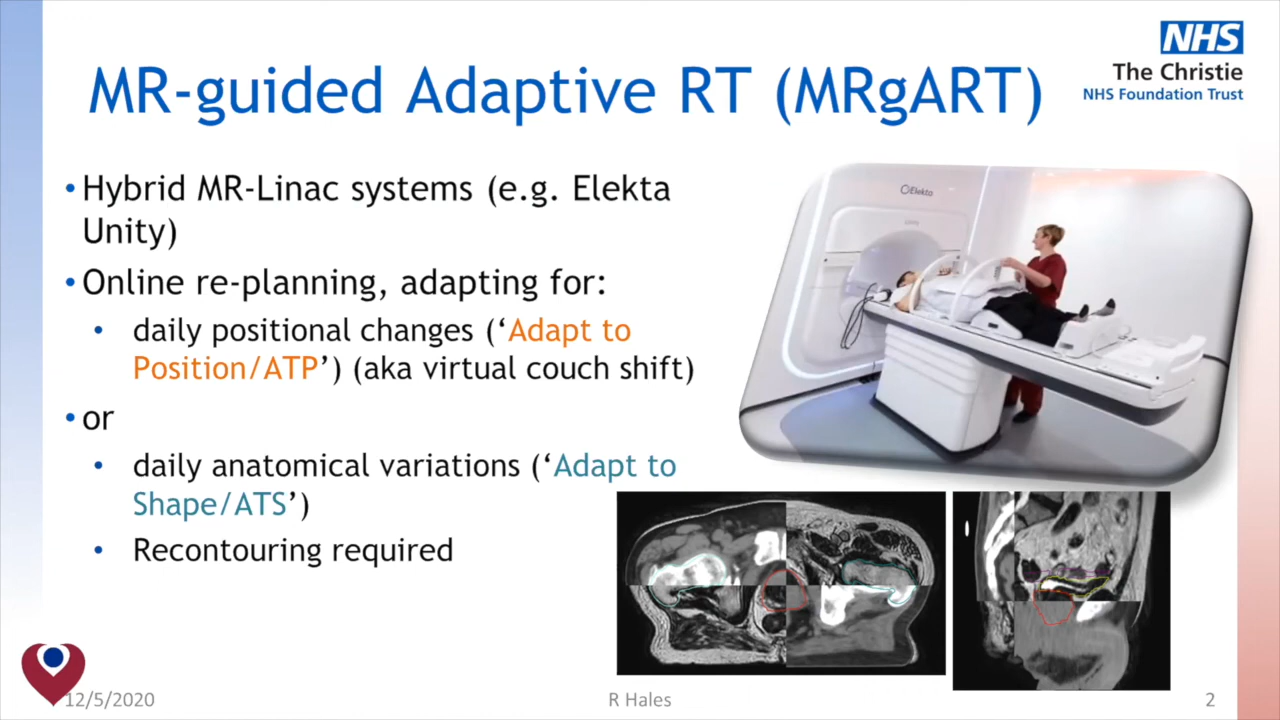 MR-guided Adaptive RT (MRgART)
NHS
The Christie
NHS Foundation Trust
• Hybrid MR-Linac systems (e.g. Elekta
Unity)
• Online re-planning, adapting for:
• daily positional changes (‘Adapt to
Position/ATP’) (aka virtual couch shift)
• or
• daily anatomical variations (‘Adapt to
Shape/ATS’)
• Recontouring required
Elekta
12/5/2020
R Hales
2